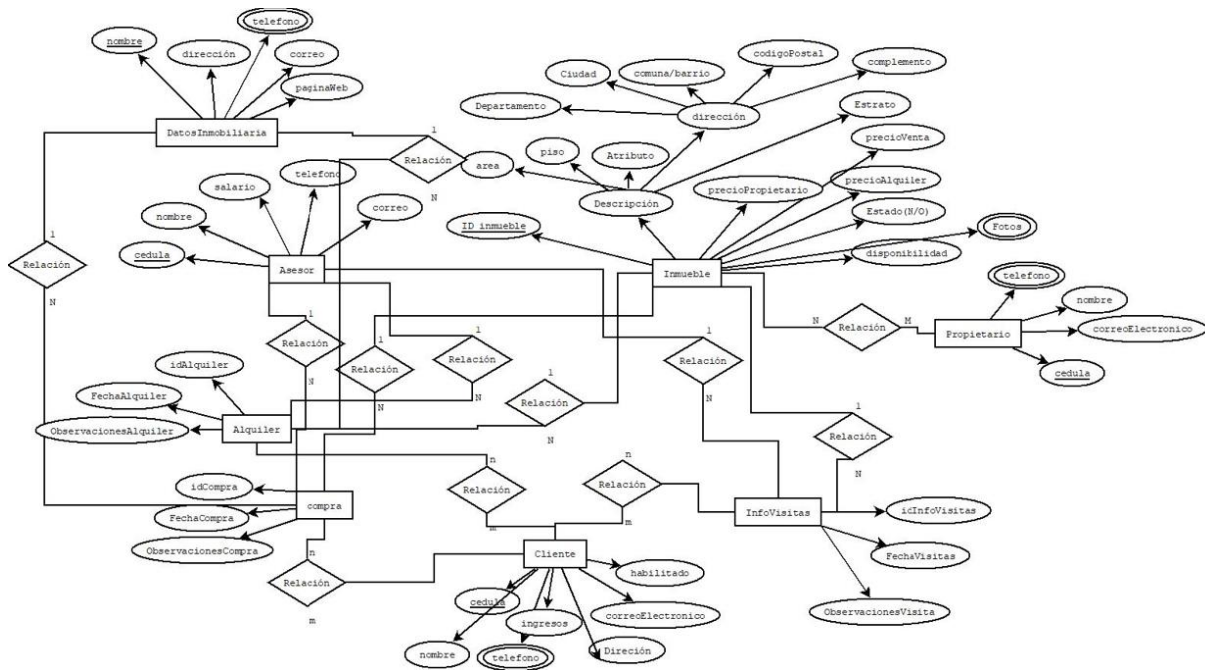 telefono
nombre
dirección
correo
paginaWeb
DatosInmobiliaria
1
Relación
N
codigoPostal
Ciudad
comuna/barrio
complemento
Departamento
dirección
Estrato
Atributo
piso
area
precioVenta
Descripción
precioPropietario
precioAlquiler
ID inmueble
Estado(N/O)
Fotos
disponibilidad
Inmueble
telefono
salario
nombre
correo
cedula
Asesor
1
Relación
N
telefono
nombre
N
Relación
M
Propietario
correoElectronico
cedula
1
Relación
N
1
Relación
N
1
Relación
N
1
Relación
N
1
Relación
N
1
Relación
N
idAlquiler
FechaAlquiler
ObservacionesAlquiler
Alquiler
n
Relación
m
n
Relación
m
idCompra
FechaCompra
compra
ObservacionesCompra
InfoVisitas
idInfoVisitas
FechaVisitas
ObservacionesVisita
n
Relación
m
Cliente
habilitado
cedula
correoElectronico
ingresos
nombre
telefono
Direción